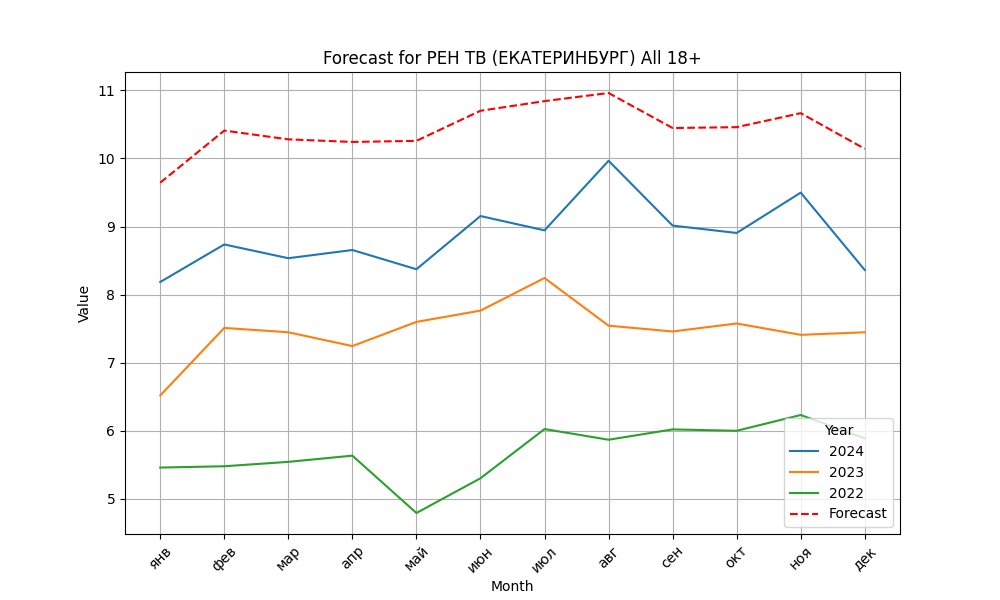 Forecast for РЕН ТВ (ЕКАТЕРИНБУРГ) All 18+
Value
11
10
9
8
7
6
5
Year
2024
2023
2022
Forecast
янв
фев
мар
апр
май
июн
июл
авг
сен
окт
ноя
дек
Month